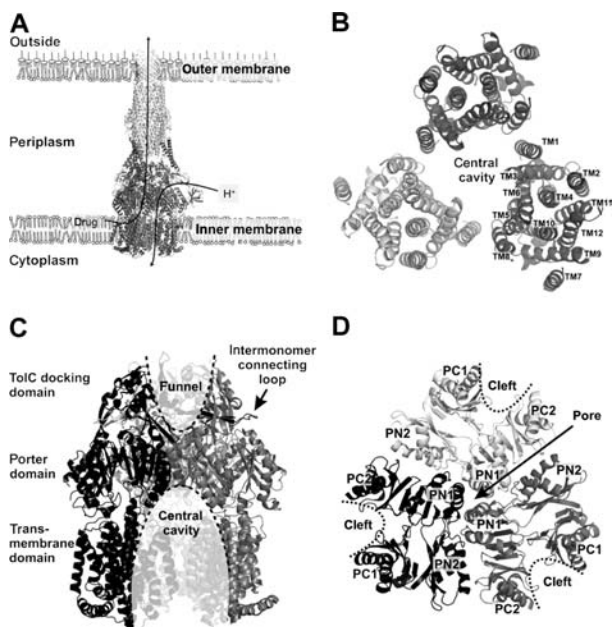 A
Outside
Outer membrane
Periplasm
H⁺
Drug
Inner membrane
Cytoplasm
B
Central
cavity
TM1
TM3
TM2
TM6
TM4
TM11
TM5
TM10
TM12
TM8
TM9
TM7
C
TolC docking
domain
Funnel
Intermonomer
connecting
loop
Porter
domain
Central
cavity
Trans-
membrane
domain
D
PC1
Cleft
PC2
Pore
PN2
PN1
PN2
PC2
PN1
PN1
Cleft
PC1
PC1
PN2
Cleft
PC2